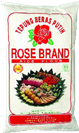 TEPUNG BERAS PUTIH
ROSE BRAND
RICE FLOUR